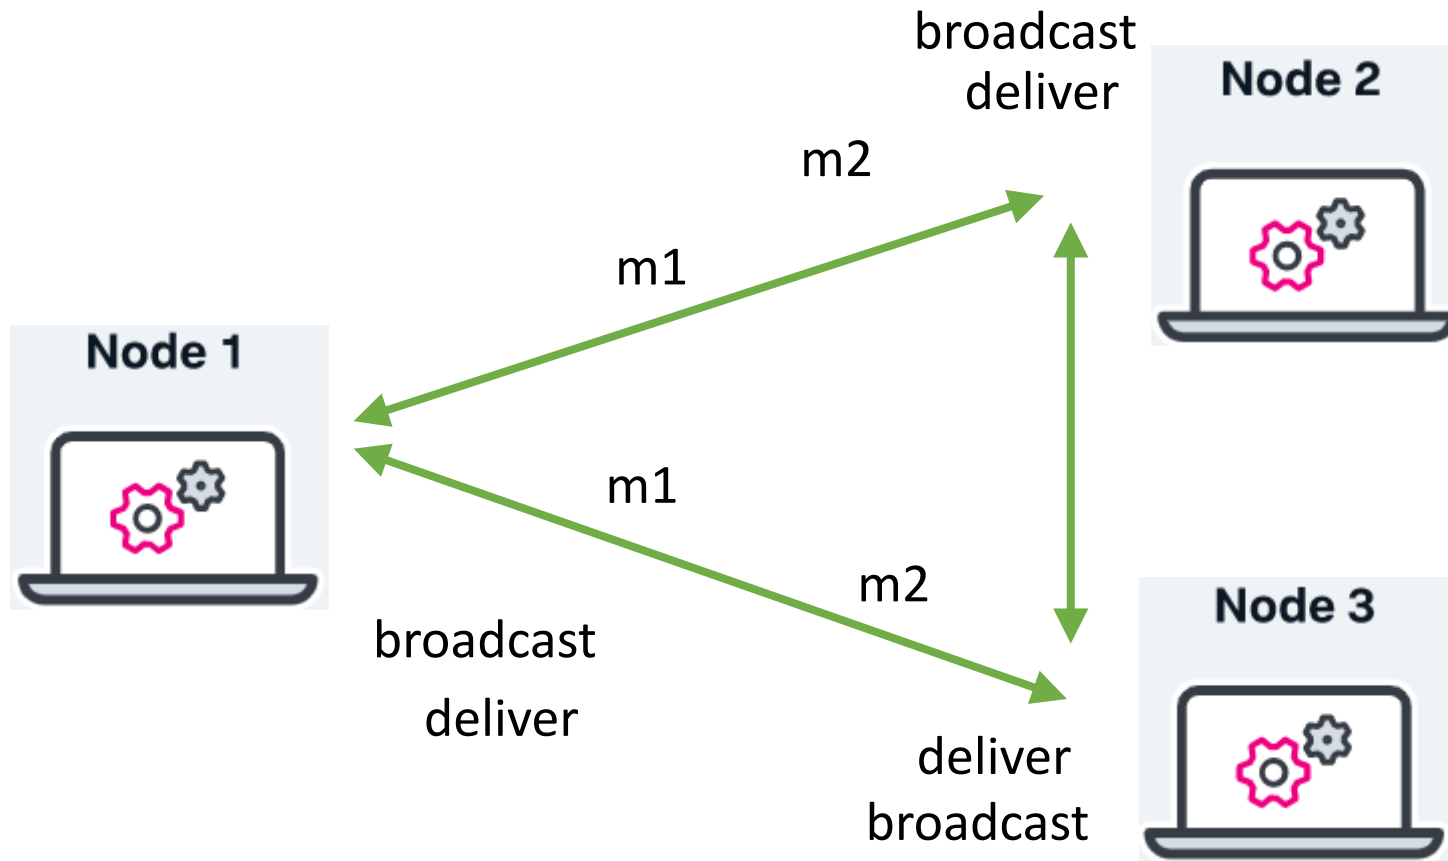 broadcast
deliver
Node 2
m2
m1
Node 1
m1
m2
Node 3
broadcast
deliver
deliver
broadcast